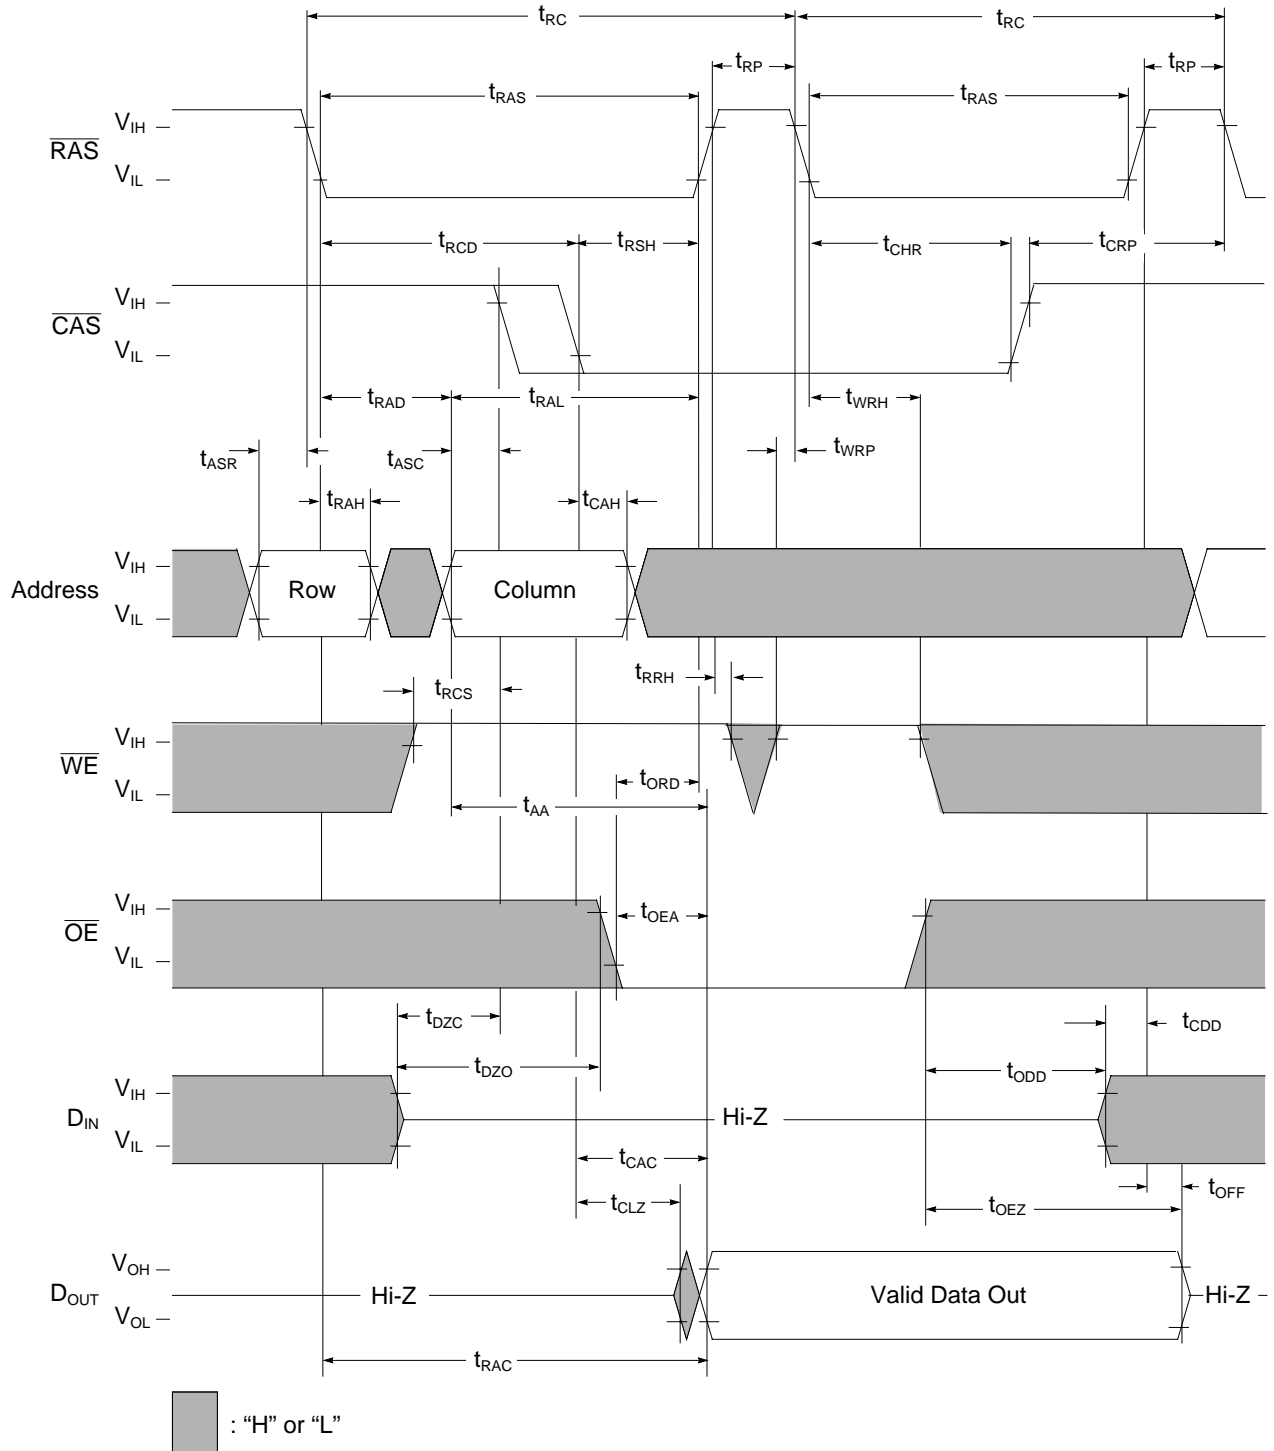 tRC tRC
tRP tRP
tRAS tRAS
RAS VIH
VIL
tRCD tRSH tCHR tCRP
CAS VIH
VIL
tRAD tRAL tWRH
tASR tASC tWRP
tRAH tCAH
Address VIH
VIL
Row Column
tRRH
tRCS
WE VIH
VIL
tORD
tAA
OE VIH
VIL
tOEA
tDZC tCDD
tDZO tODD
DIN VIH
VIL
Hi-Z
tCAC
tCLZ tOEZ tOFF
DOUT VOH
VOL
Hi-Z Valid Data Out Hi-Z
tRAC
: “H” or “L”